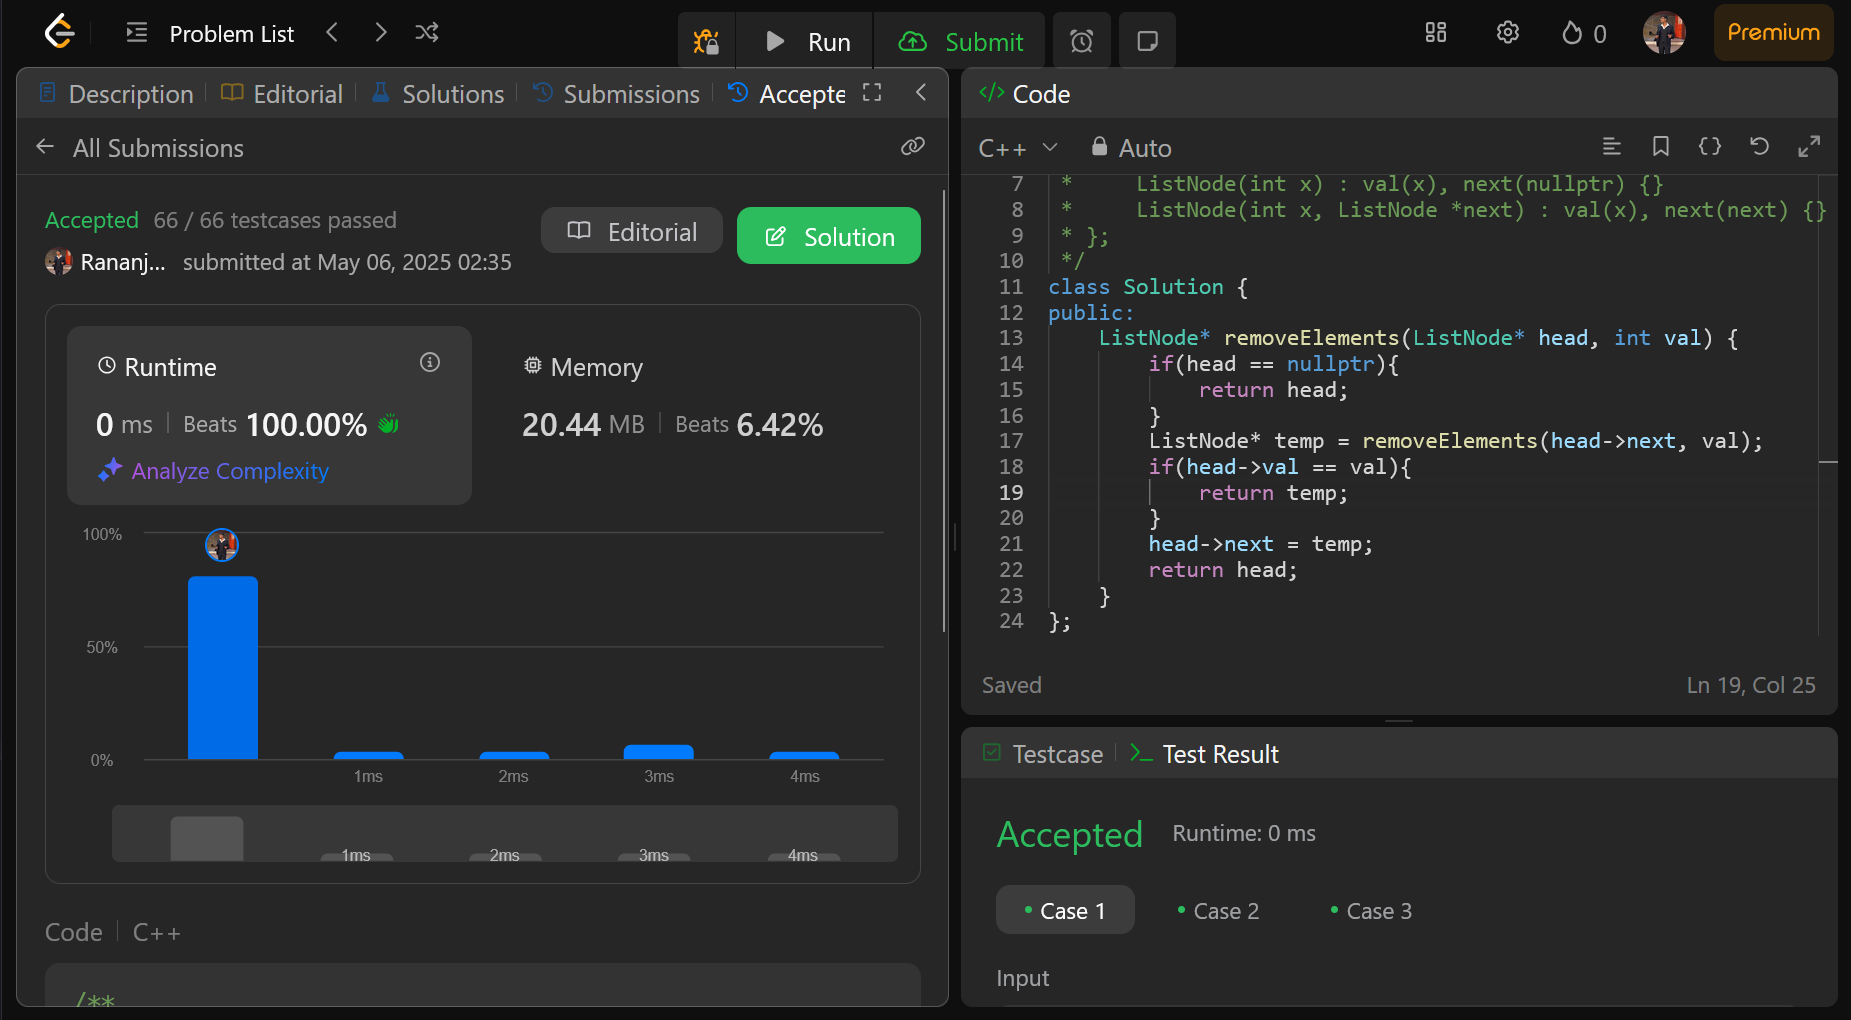 Problem List
Run
Submit
0
Premium
Description
Editorial
Solutions
Submissions
Accepte
All Submissions
Accepted 66 / 66 testcases passed
Rananj... submitted at May 06, 2025 02:35
Editorial
Solution
Runtime
0 ms Beats 100.00%
Analyze Complexity
Memory
20.44 MB Beats 6.42%
100%
50%
0%
1ms 2ms 3ms 4ms
1ms 2ms 3ms 4ms
Code C++
/**
</> Code
C++ Auto
7 * ListNode(int x) : val(x), next(nullptr) {}
8 * ListNode(int x, ListNode *next) : val(x), next(next) {}
9 * };
10 */
11 class Solution {
12 public:
13 ListNode* removeElements(ListNode* head, int val) {
14 if(head == nullptr){
15 return head;
16 }
17 ListNode* temp = removeElements(head->next, val);
18 if(head->val == val){
19 return temp;
20 }
21 head->next = temp;
22 return head;
23 }
24 };
Saved
Ln 19, Col 25
Testcase
>_ Test Result
Accepted Runtime: 0 ms
• Case 1 • Case 2 • Case 3
Input